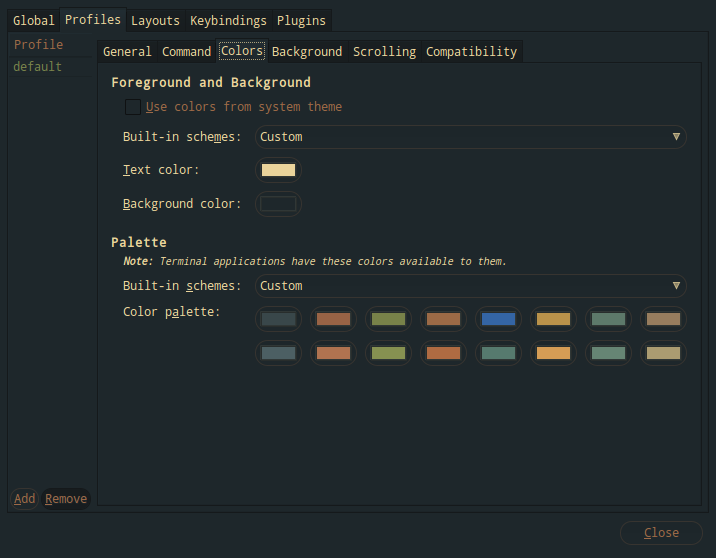 Global Profiles Layouts Keybindings Plugins
Profile
default
General Command Colors Background Scrolling Compatibility
Foreground and Background
Use colors from system theme
Built-in schemes: Custom
Text color:
Background color:
Palette
Note: Terminal applications have these colors available to them.
Built-in schemes: Custom
Color palette:
Add Remove
Close